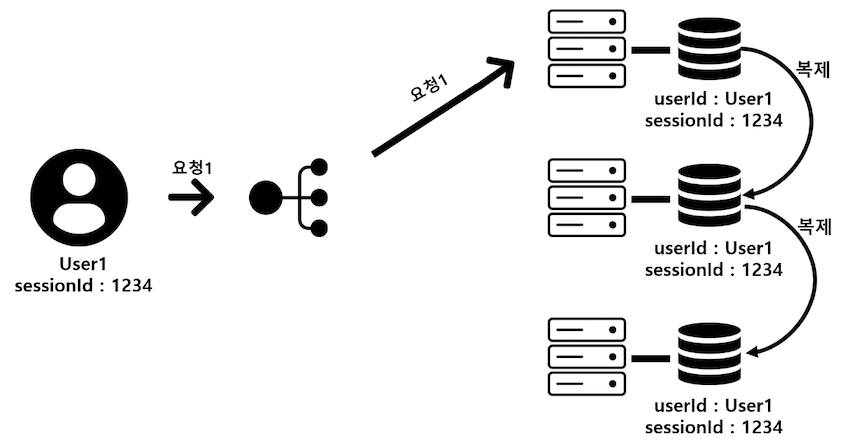 User1
sessionId : 1234
요청1
요청1
userId : User1
sessionId : 1234
복제
userId : User1
sessionId : 1234
복제
userId : User1
sessionId : 1234